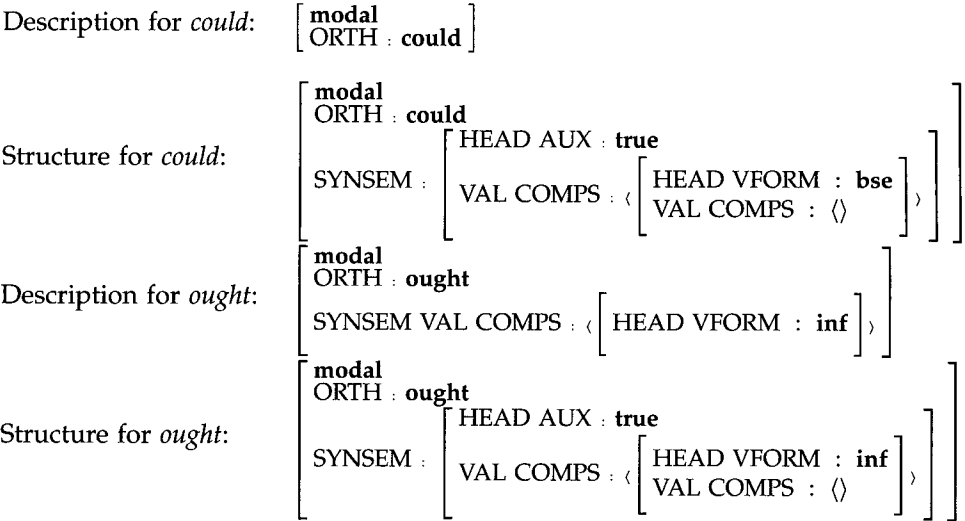 Description for could: [ modal
ORTH : could ]
modal
ORTH : could
HEAD AUX : true
Structure for could:
SYNSEM : [ VAL COMPS : ⟨ [ HEAD VFORM : bse
VAL COMPS : ⟨⟩ ] ⟩ ]
modal
ORTH : ought
Description for ought:
SYNSEM VAL COMPS : ⟨ [ HEAD VFORM : inf ] ⟩
modal
ORTH : ought
HEAD AUX : true
Structure for ought:
SYNSEM : [ VAL COMPS : ⟨ [ HEAD VFORM : inf
VAL COMPS : ⟨⟩ ] ⟩ ]